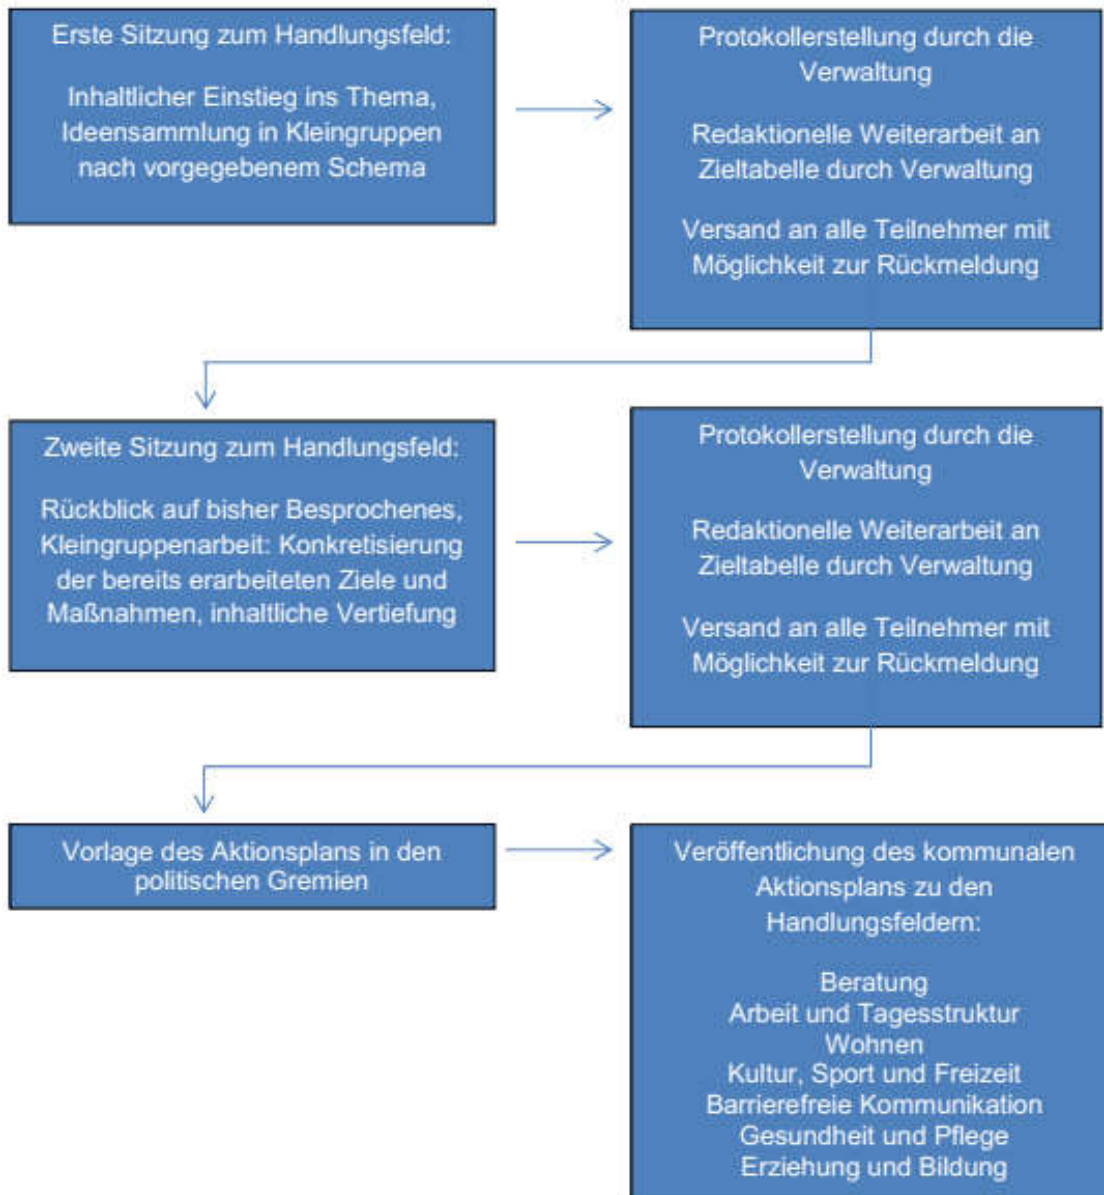 Erste Sitzung zum Handlungsfeld:
Inhaltlicher Einstieg ins Thema,
Ideensammlung in Kleingruppen
nach vorgegebenem Schema
Protokollerstellung durch die
Verwaltung
Redaktionelle Weiterarbeit an
Zieltabelle durch Verwaltung
Versand an alle Teilnehmer mit
Möglichkeit zur Rückmeldung
Zweite Sitzung zum Handlungsfeld:
Rückblick auf bisher Besprochenes,
Kleingruppenarbeit: Konkretisierung
der bereits erarbeiteten Ziele und
Maßnahmen, inhaltliche Vertiefung
Protokollerstellung durch die
Verwaltung
Redaktionelle Weiterarbeit an
Zieltabelle durch Verwaltung
Versand an alle Teilnehmer mit
Möglichkeit zur Rückmeldung
Vorlage des Aktionsplans in den
politischen Gremien
Veröffentlichung des kommunalen
Aktionsplans zu den
Handlungsfeldern:
Beratung
Arbeit und Tagesstruktur
Wohnen
Kultur, Sport und Freizeit
Barrierefreie Kommunikation
Gesundheit und Pflege
Erziehung und Bildung